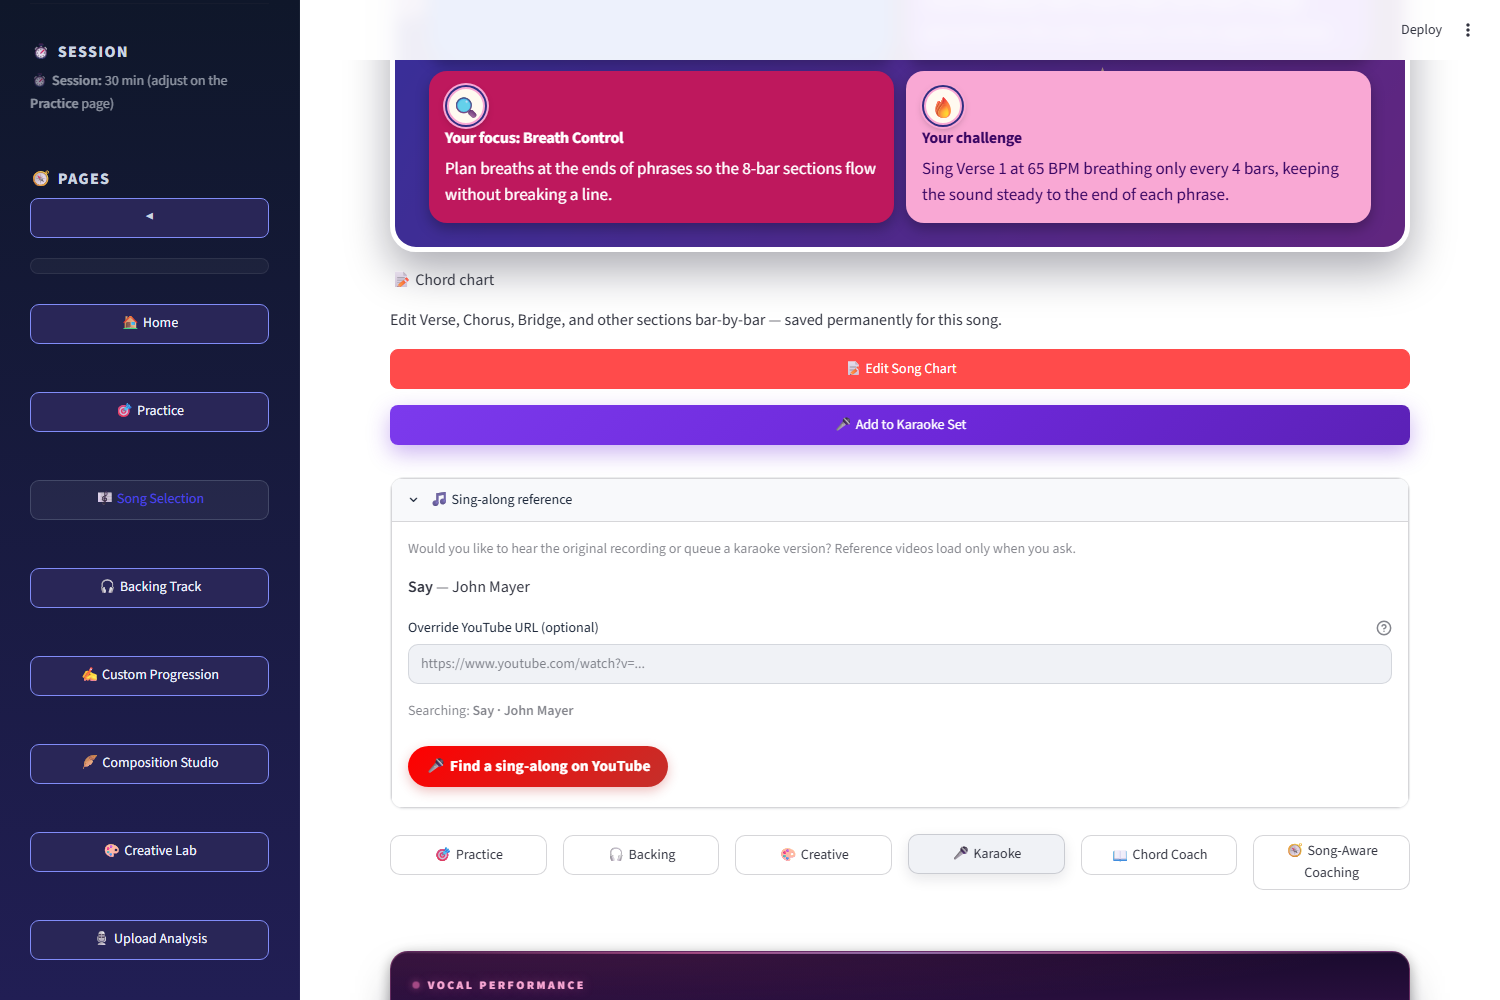 SESSION
Session: 30 min (adjust on the
Practice page)
PAGES
Home
Practice
Song Selection
Backing Track
Custom Progression
Composition Studio
Creative Lab
Upload Analysis
Deploy
Your focus: Breath Control
Plan breaths at the ends of phrases so the 8-bar sections flow
without breaking a line.
Your challenge
Sing Verse 1 at 65 BPM breathing only every 4 bars, keeping
the sound steady to the end of each phrase.
Chord chart
Edit Verse, Chorus, Bridge, and other sections bar-by-bar — saved permanently for this song.
Edit Song Chart
Add to Karaoke Set
Sing-along reference
Would you like to hear the original recording or queue a karaoke version? Reference videos load only when you ask.
Say — John Mayer
Override YouTube URL (optional)
https://www.youtube.com/watch?v=...
Searching: Say · John Mayer
Find a sing-along on YouTube
Practice
Backing
Creative
Karaoke
Chord Coach
Song-Aware
Coaching
VOCAL PERFORMANCE